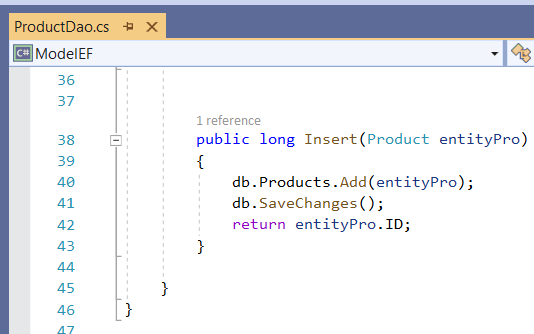 ProductDao.cs
C# ModelEF
36
37
1 reference
38 public long Insert(Product entityPro)
39 {
40 db.Products.Add(entityPro);
41 db.SaveChanges();
42 return entityPro.ID;
43 }
44
45 }
46 }
47